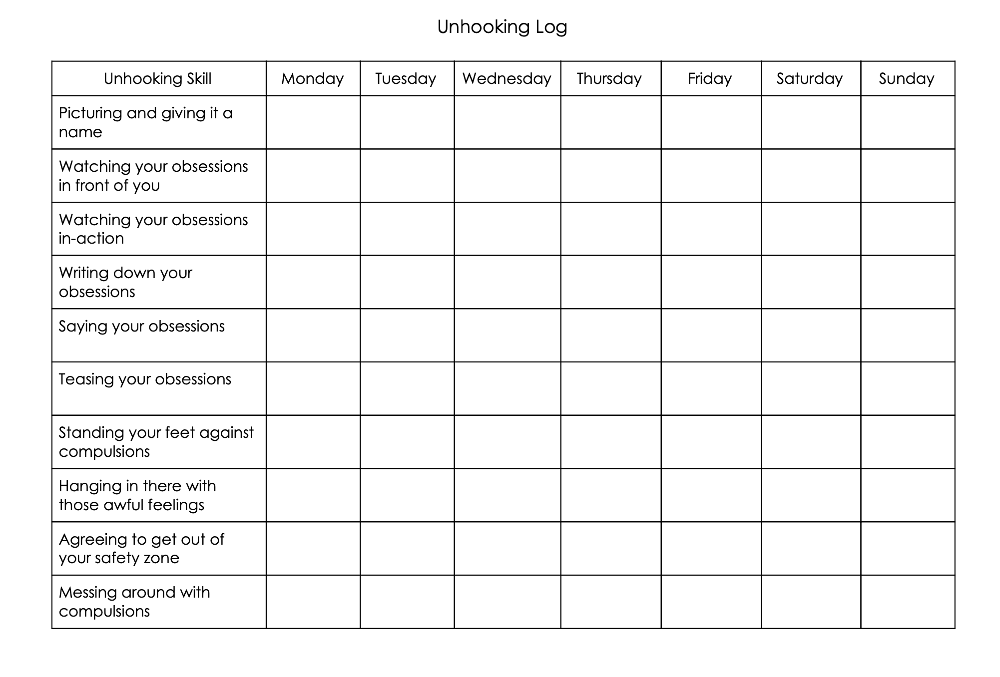 Unhooking Log
Unhooking Skill Monday Tuesday Wednesday Thursday Friday Saturday Sunday
Picturing and giving it a
name
Watching your obsessions
in front of you
Watching your obsessions
in-action
Writing down your
obsessions
Saying your obsessions
Teasing your obsessions
Standing your feet against
compulsions
Hanging in there with
those awful feelings
Agreeing to get out of
your safety zone
Messing around with
compulsions